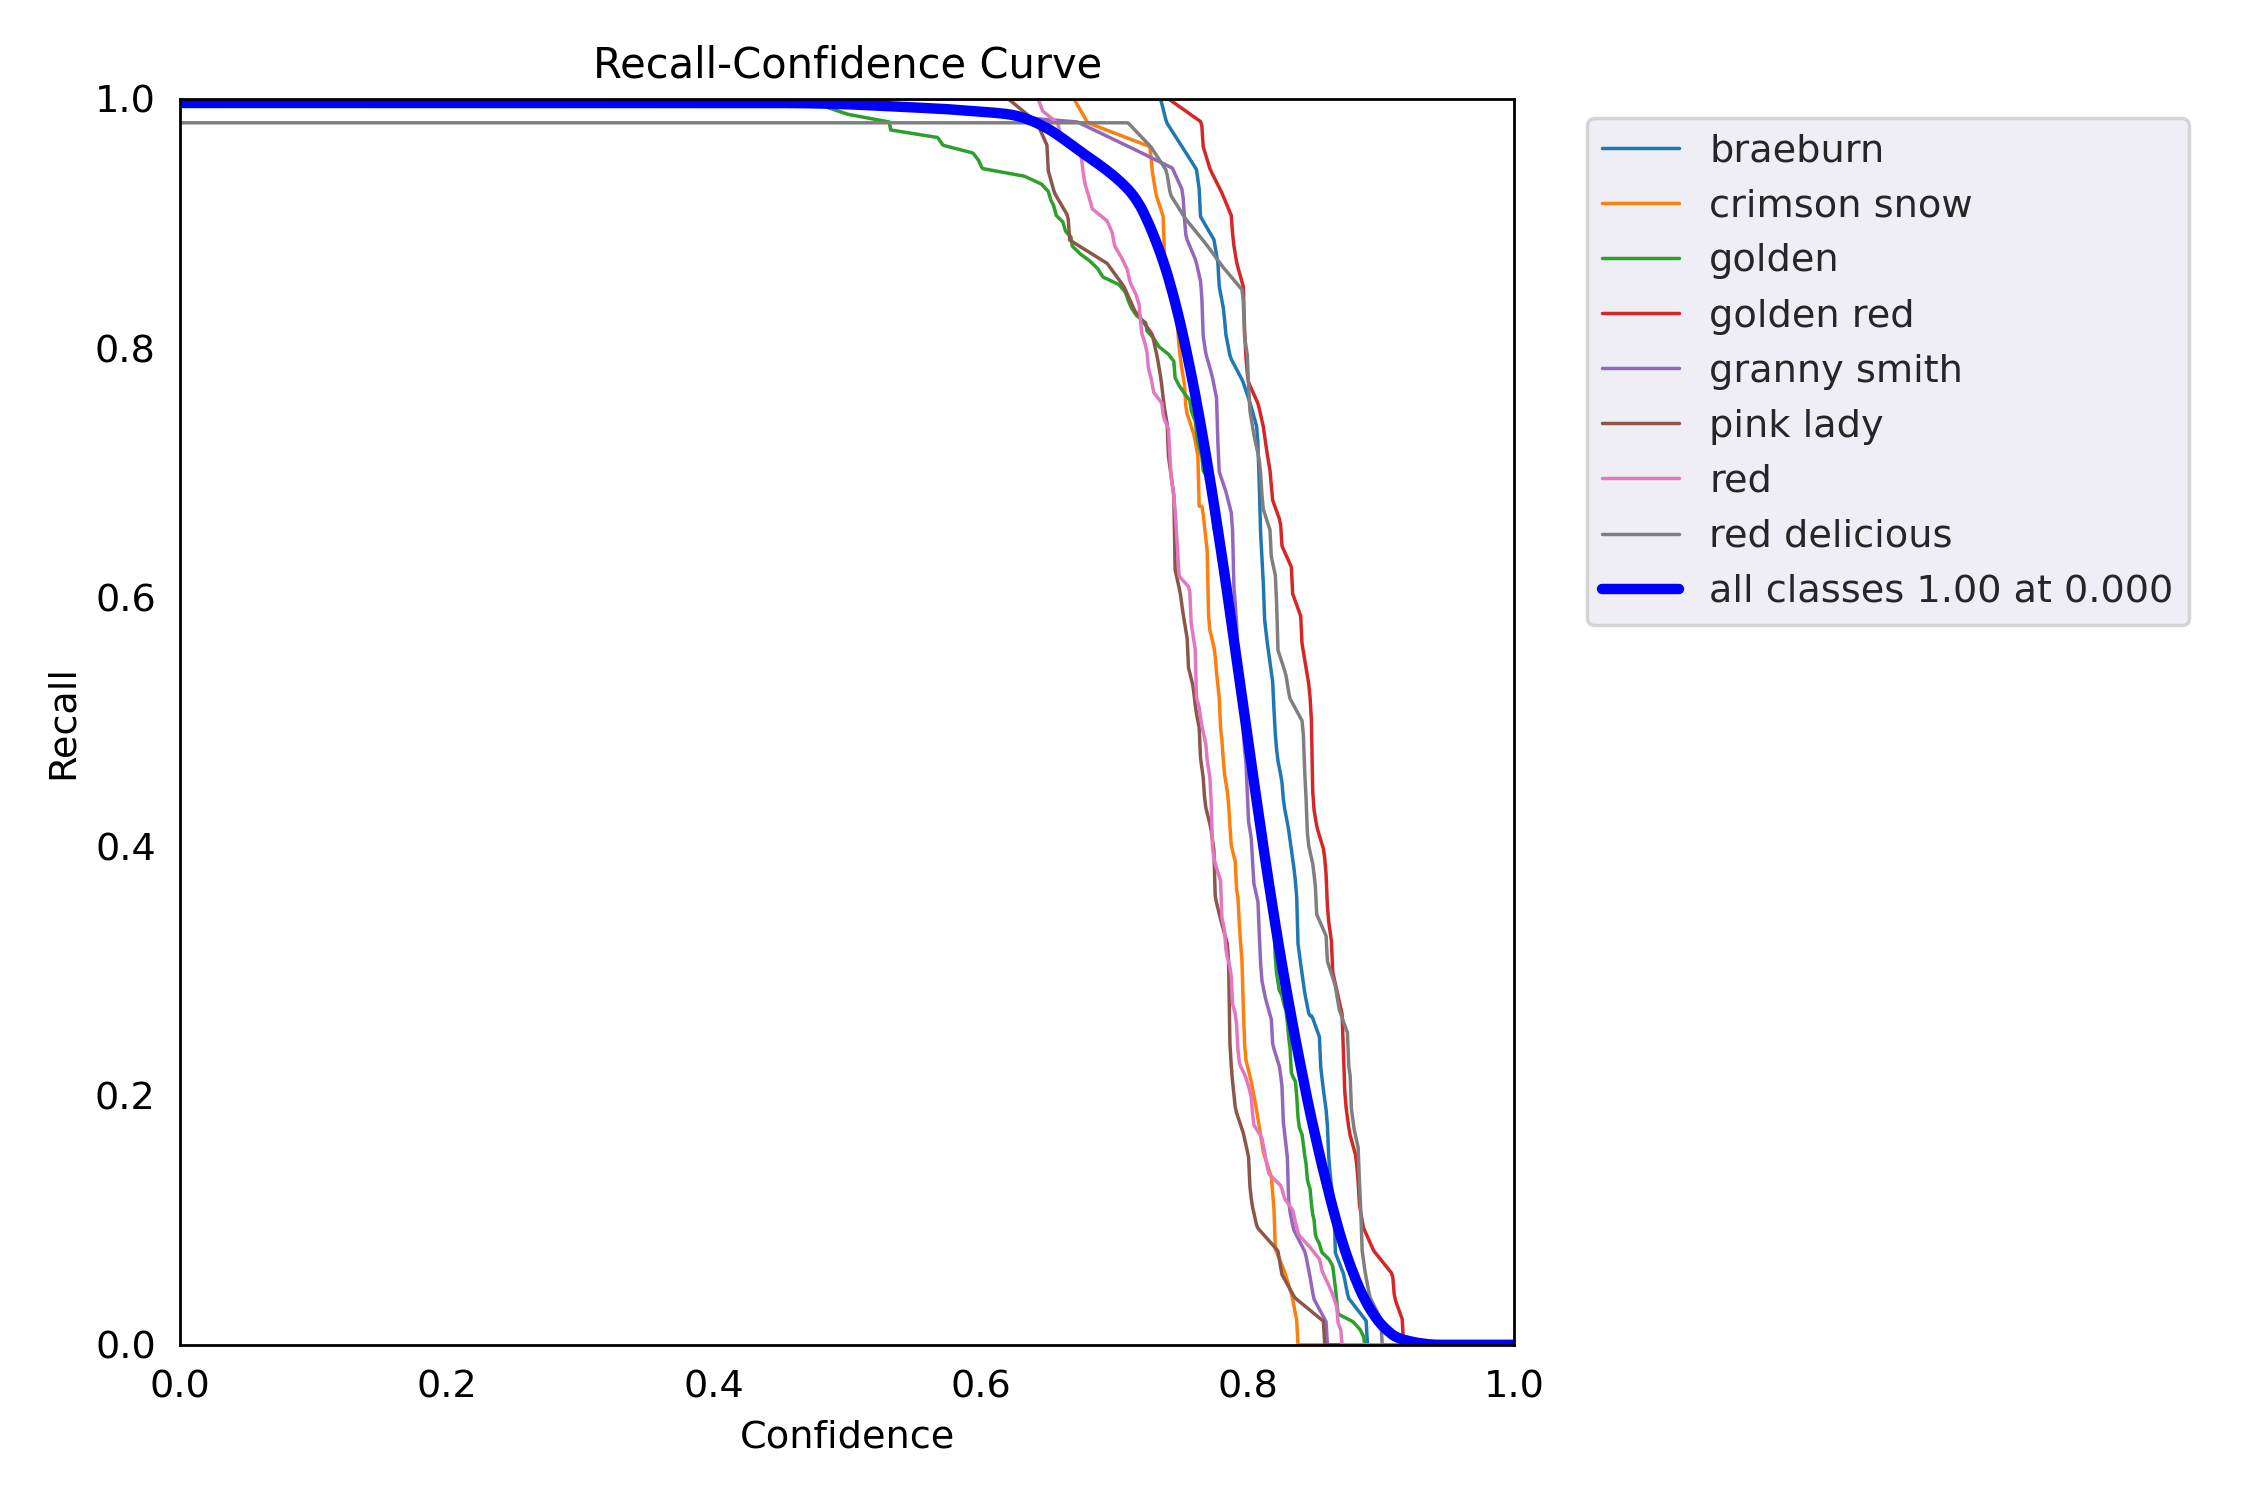 Recall-Confidence Curve
1.0
0.8
0.6
0.4
0.2
0.0
Recall
0.0 0.2 0.4 0.6 0.8 1.0
Confidence
braeburn
crimson snow
golden
golden red
granny smith
pink lady
red
red delicious
all classes 1.00 at 0.000